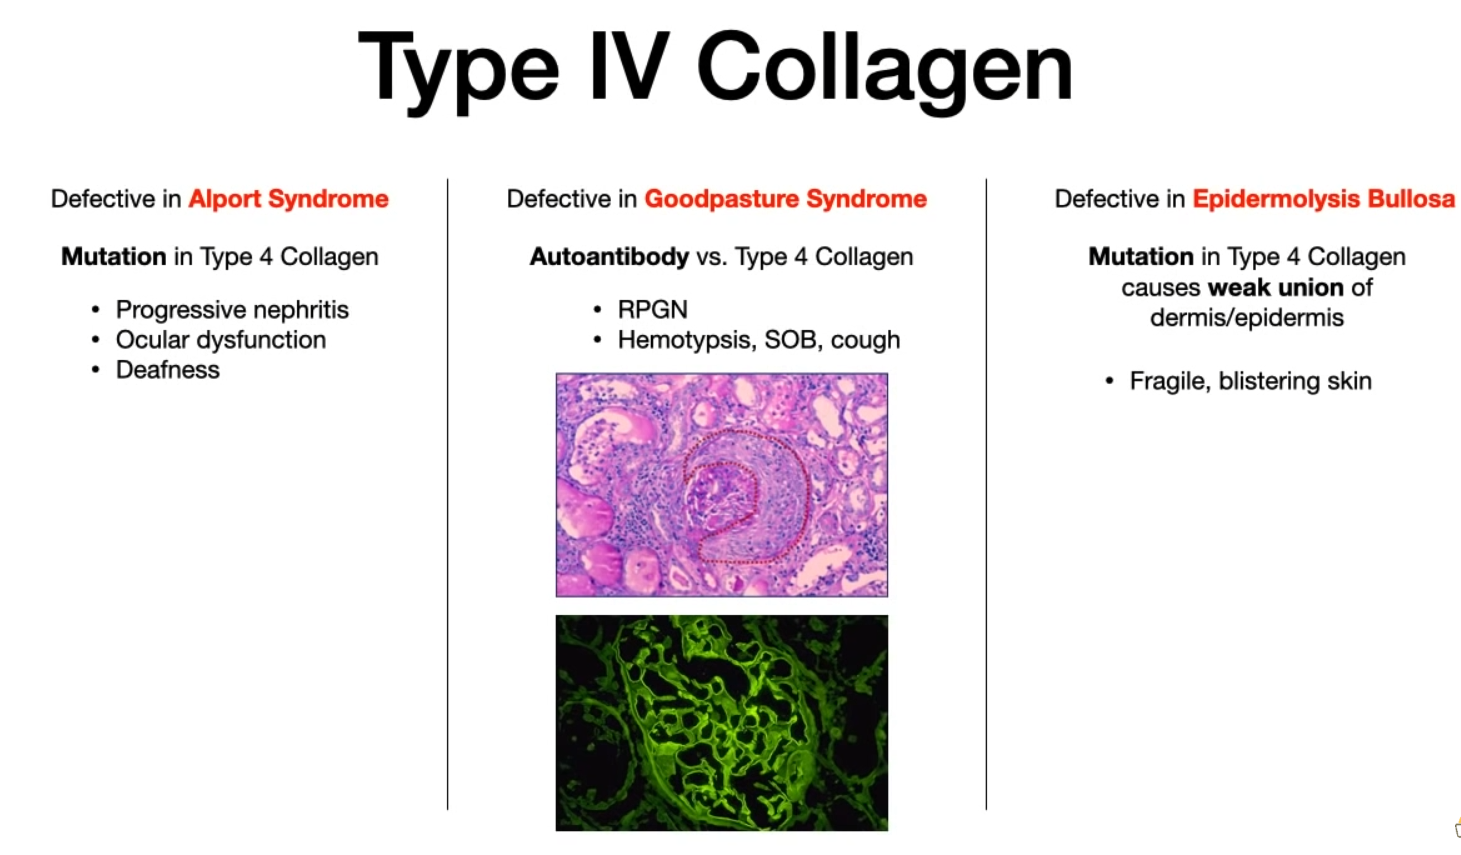 Type IV Collagen
Defective in Alport Syndrome
Mutation in Type 4 Collagen
• Progressive nephritis
• Ocular dysfunction
• Deafness
Defective in Goodpasture Syndrome
Autoantibody vs. Type 4 Collagen
• RPGN
• Hemotypsis, SOB, cough
Defective in Epidermolysis Bullosa
Mutation in Type 4 Collagen
causes weak union of
dermis/epidermis
• Fragile, blistering skin